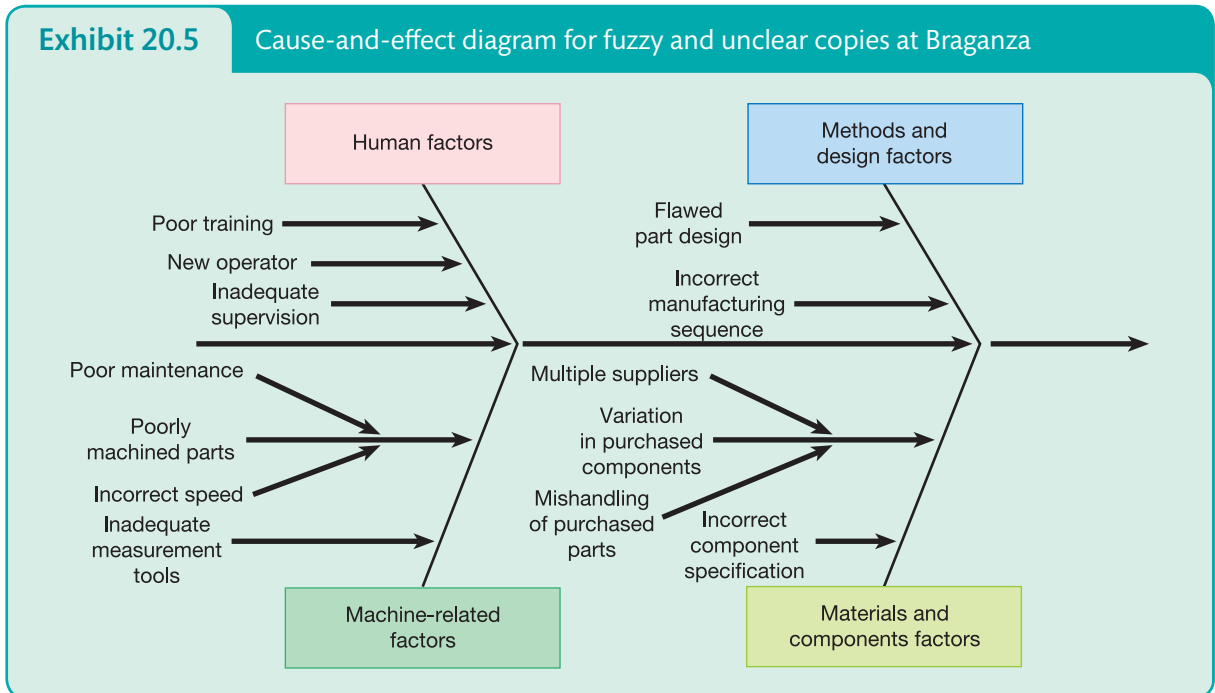 Exhibit 20.5
Cause-and-effect diagram for fuzzy and unclear copies at Braganza
Human factors
Methods and
design factors
Poor training
New operator
Inadequate
supervision
Flawed
part design
Incorrect
manufacturing
sequence
Poor maintenance
Poorly
machined parts
Incorrect speed
Inadequate
measurement
tools
Multiple suppliers
Variation
in purchased
components
Mishandling
of purchased
parts
Incorrect
component
specification
Machine-related
factors
Materials and
components factors